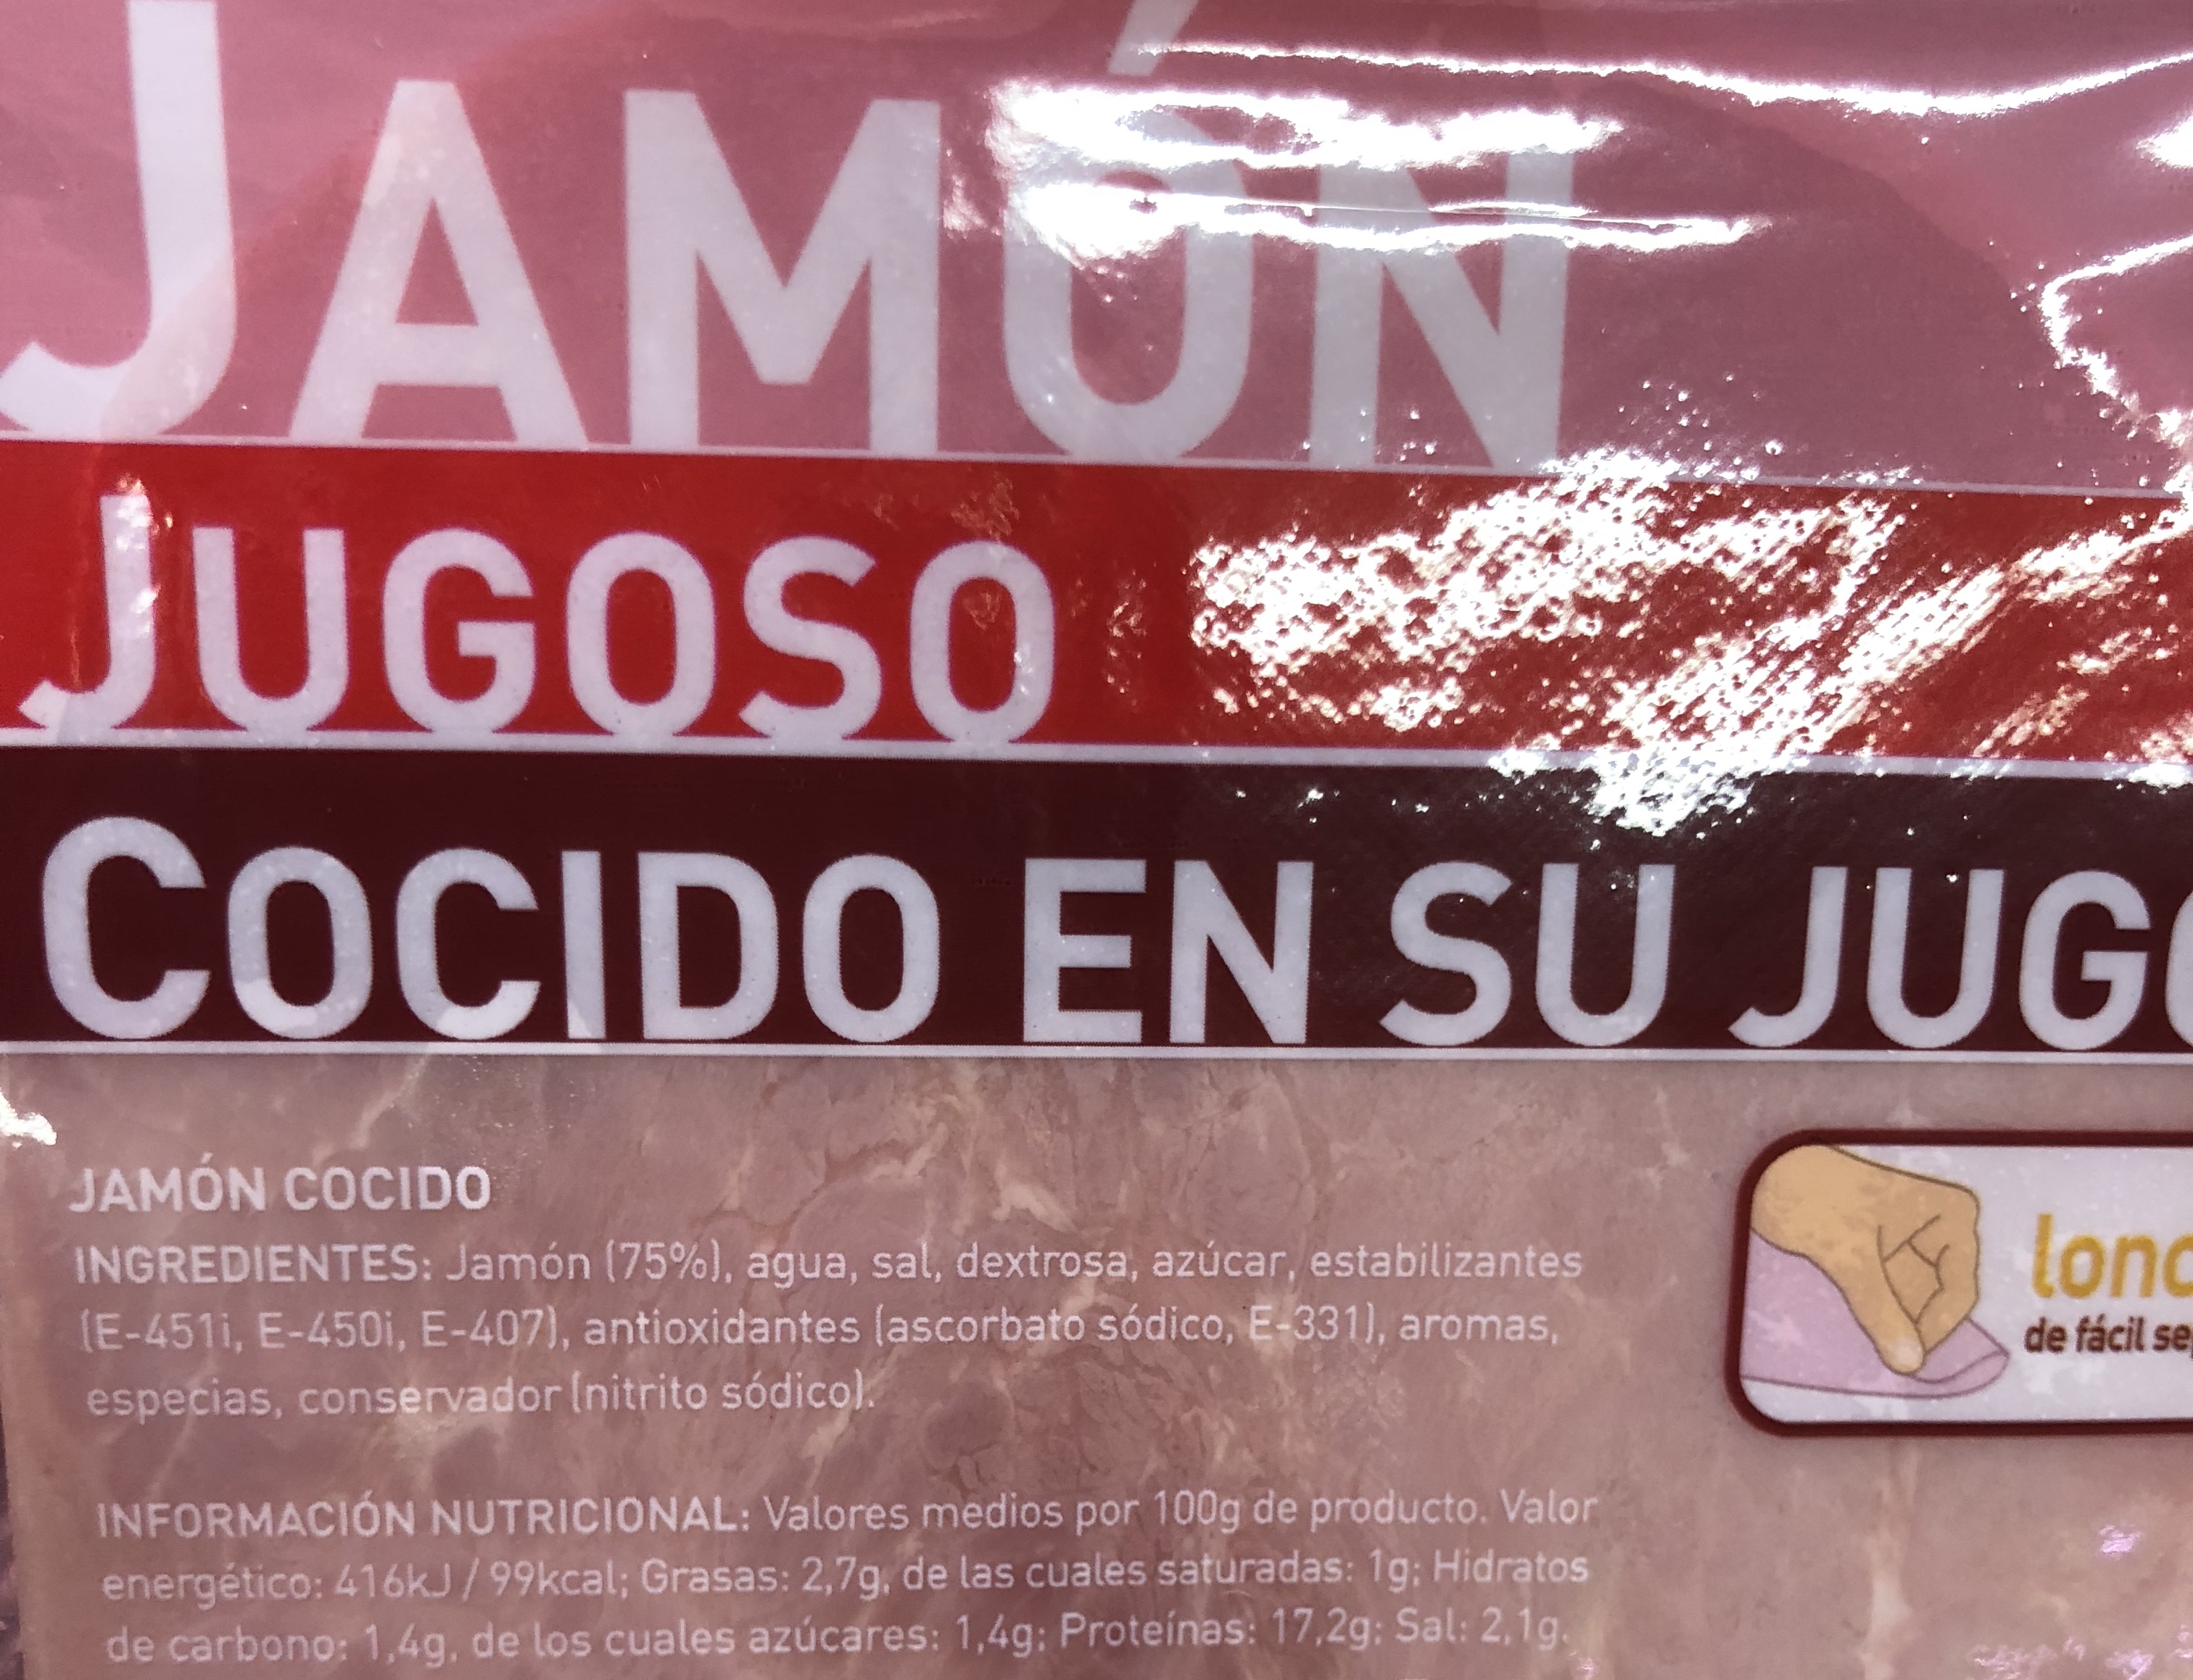 JAMÓN
JUGOSO
COCIDO EN SU JUG
JAMÓN COCIDO
INGREDIENTES: Jamón (75%), agua, sal, dextrosa, azúcar, estabilizantes
(E-451i, E-450i, E-407), antioxidantes (ascorbato sódico, E-331), aromas,
especias, conservador (nitrito sódico).
lonc
de fácil se
INFORMACIÓN NUTRICIONAL: Valores medios por 100g de producto. Valor
energético: 416kJ / 99kcal; Grasas: 2,7g, de las cuales saturadas: 1g; Hidratos
de carbono: 1,4g, de los cuales azúcares: 1,4g; Proteínas: 17,2g; Sal: 2,1g.